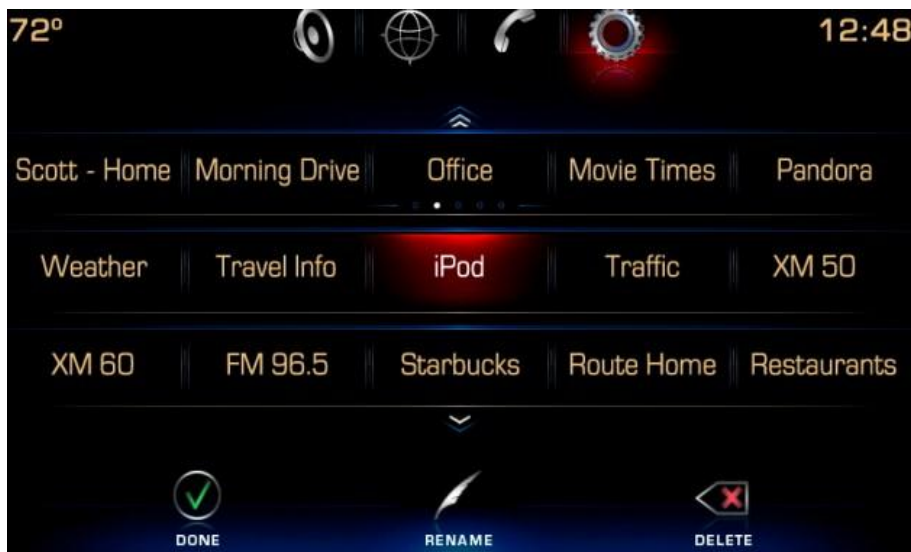 72° 12:48
Scott - Home Morning Drive Office Movie Times Pandora
Weather Travel Info iPod Traffic XM 50
XM 60 FM 96.5 Starbucks Route Home Restaurants
DONE RENAME DELETE